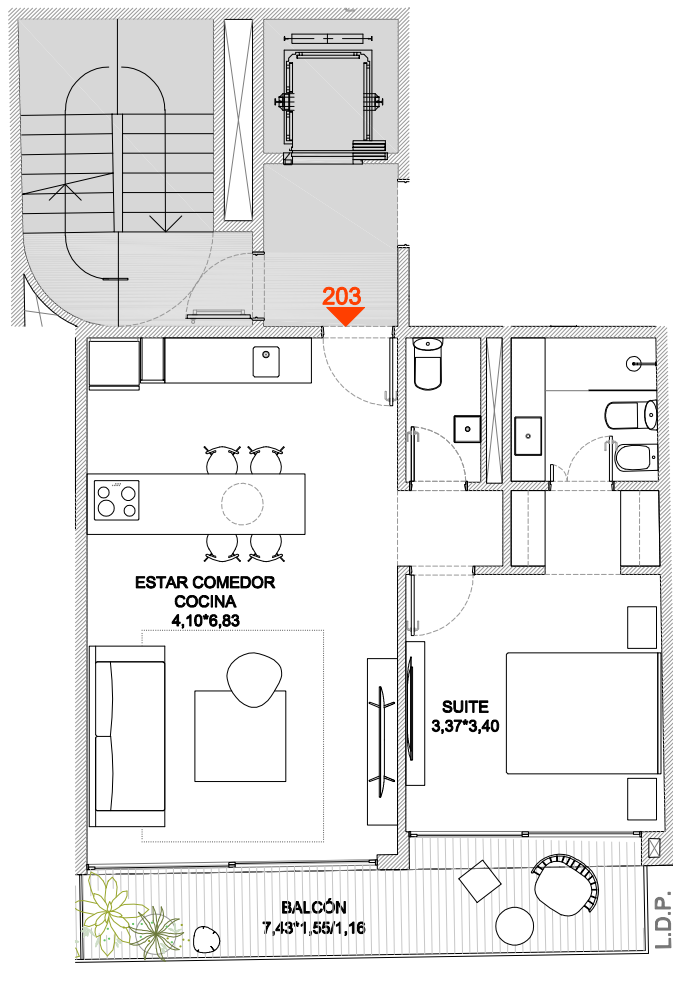 203
ESTAR COMEDOR
COCINA
4,10*6,83
SUITE
3,37*3,40
BALCÓN
7,43*1,55/1,16
L.D.P.